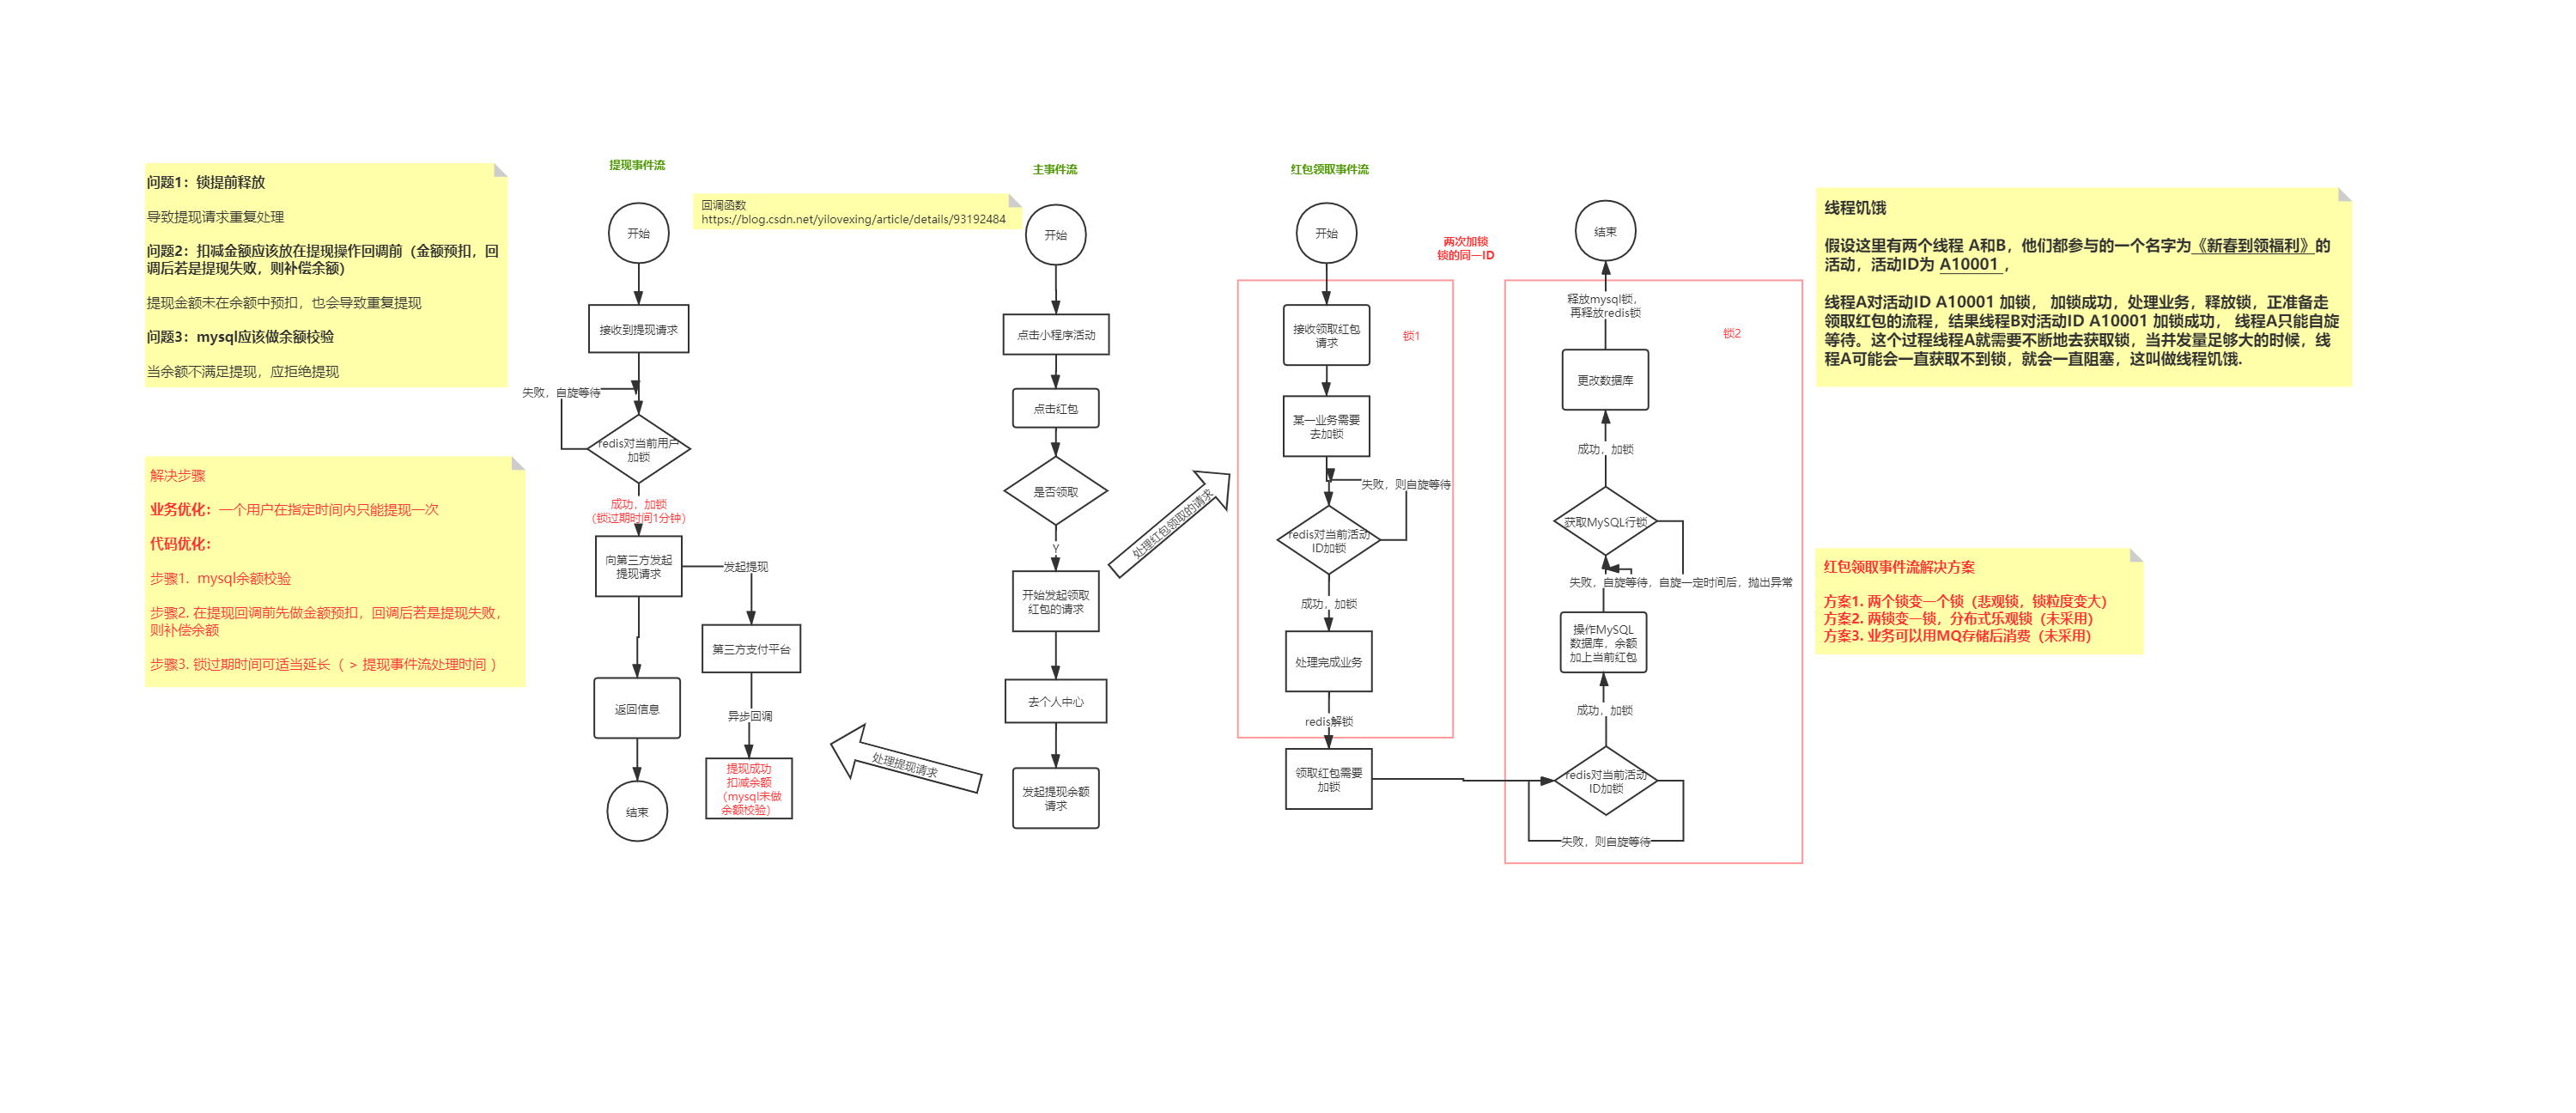 问题1：锁提前释放
导致提现请求重复处理
问题2：扣减金额应该放在提现操作回调前（金额预扣，回
调后若是提现失败，则补偿余额）
提现金额未在余额中预扣，也会导致重复提现
问题3：mysql应该做余额校验
当余额不满足提现，应拒绝提现
解决步骤
业务优化：一个用户在指定时间内只能提现一次
代码优化：
步骤1.  mysql余额校验
步骤2. 在提现回调前先做金额预扣，回调后若是提现失败，
则补偿余额
步骤3. 锁过期时间可适当延长（ > 提现事件流处理时间 ）
提现事件流
开始
接收到提现请求
失败，自旋等待
redis对当前用户
加锁
成功，加锁
（锁过期时间1分钟）
向第三方发起
提现请求
发起提现
第三方支付平台
异步回调
提现成功
扣减余额
（mysql未做
余额校验）
返回信息
结束
回调函数
https://blog.csdn.net/yilovexing/article/details/93192484
主事件流
开始
点击小程序活动
点击红包
是否领取
Y
开始发起领取
红包的请求
去个人中心
发起提现余额
请求
处理提现请求
处理红包领取的请求
红包领取事件流
开始
两次加锁
锁的同一ID
锁1
接收领取红包
请求
某一业务需要
去加锁
失败，则自旋等待
redis对当前活动
ID加锁
成功，加锁
处理完成业务
redis解锁
领取红包需要
加锁
结束
释放mysql锁，
再释放redis锁
锁2
更改数据库
成功，加锁
获取MySQL行锁
失败，自旋等待，自旋一定时间后，抛出异常
操作MySQL
数据库，余额
加上当前红包
成功，加锁
redis对当前活动
ID加锁
失败，则自旋等待
线程饥饿
假设这里有两个线程 A和B，他们都参与的一个名字为《新春到领福利》的
活动，活动ID为 A10001 ，
线程A对活动ID A10001 加锁， 加锁成功，处理业务，释放锁，正准备走
领取红包的流程，结果线程B对活动ID A10001 加锁成功， 线程A只能自旋
等待。这个过程线程A就需要不断地去获取锁，当并发量足够大的时候，线
程A可能会一直获取不到锁，就会一直阻塞，这叫做线程饥饿.
红包领取事件流解决方案
方案1. 两个锁变一个锁（悲观锁，锁粒度变大）
方案2. 两锁变一锁，分布式乐观锁（未采用）
方案3. 业务可以用MQ存储后消费（未采用）